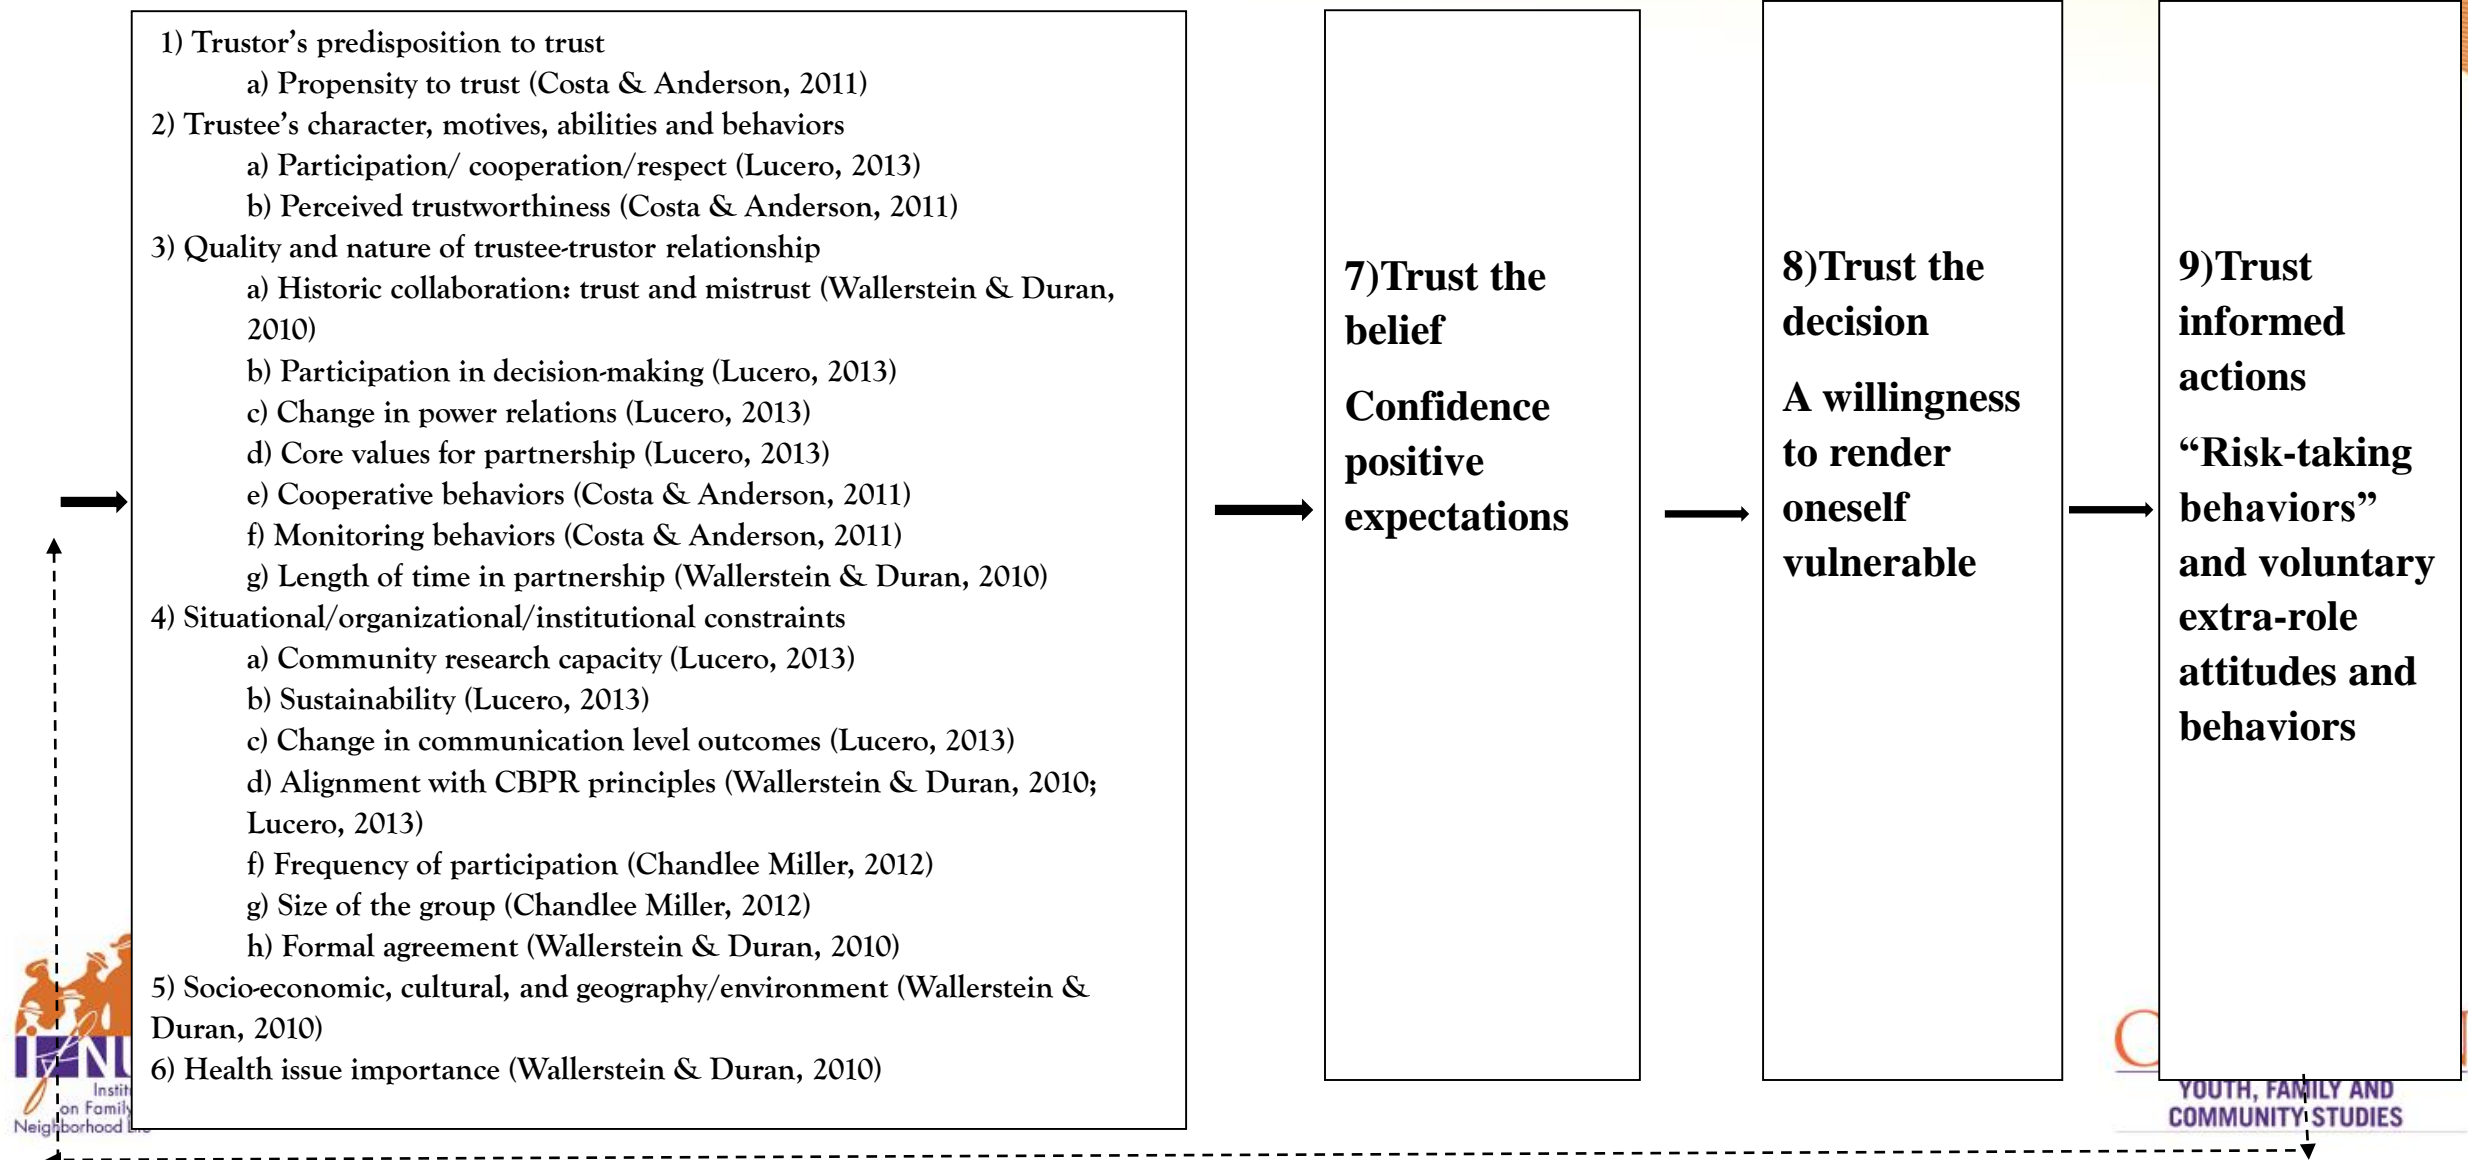 1) Trustor’s predisposition to trust
a) Propensity to trust (Costa & Anderson, 2011)
2) Trustee’s character, motives, abilities and behaviors
a) Participation/ cooperation/respect (Lucero, 2013)
b) Perceived trustworthiness (Costa & Anderson, 2011)
3) Quality and nature of trustee-trustor relationship
a) Historic collaboration: trust and mistrust (Wallerstein & Duran,
2010)
b) Participation in decision-making (Lucero, 2013)
c) Change in power relations (Lucero, 2013)
d) Core values for partnership (Lucero, 2013)
e) Cooperative behaviors (Costa & Anderson, 2011)
f) Monitoring behaviors (Costa & Anderson, 2011)
g) Length of time in partnership (Wallerstein & Duran, 2010)
4) Situational/organizational/institutional constraints
a) Community research capacity (Lucero, 2013)
b) Sustainability (Lucero, 2013)
c) Change in communication level outcomes (Lucero, 2013)
d) Alignment with CBPR principles (Wallerstein & Duran, 2010;
Lucero, 2013)
f) Frequency of participation (Chandlee Miller, 2012)
g) Size of the group (Chandlee Miller, 2012)
h) Formal agreement (Wallerstein & Duran, 2010)
5) Socio-economic, cultural, and geography/environment (Wallerstein &
Duran, 2010)
6) Health issue importance (Wallerstein & Duran, 2010)
7)Trust the
belief
Confidence
positive
expectations
8)Trust the
decision
A willingness
to render
oneself
vulnerable
9)Trust
informed
actions
“Risk-taking
behaviors”
and voluntary
extra-role
attitudes and
behaviors
on Family
Neighborhood
YOUTH, FAMILY AND
COMMUNITY STUDIES